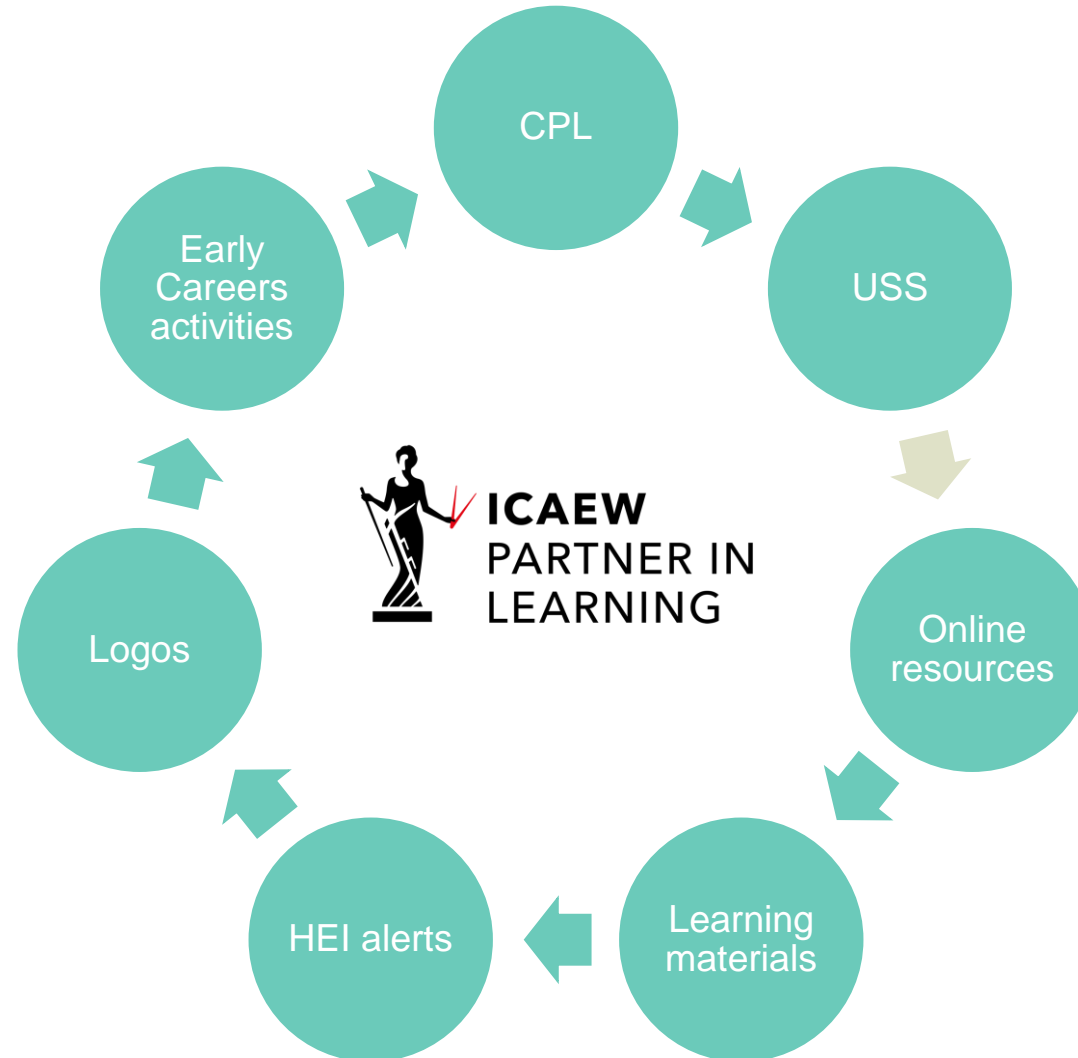 CPL
USS
Online
resources
Learning
materials
HEI alerts
Logos
Early
Careers
activities
ICAEW
PARTNER IN
LEARNING